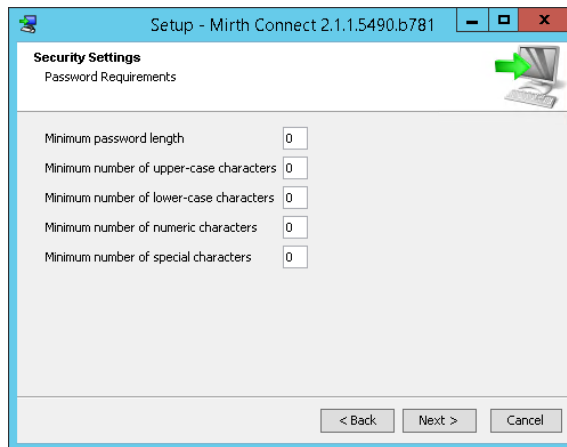 Setup - Mirth Connect 2.1.1.5490.b781
Security Settings
Password Requirements
Minimum password length 0
Minimum number of upper-case characters 0
Minimum number of lower-case characters 0
Minimum number of numeric characters 0
Minimum number of special characters 0
< Back Next > Cancel